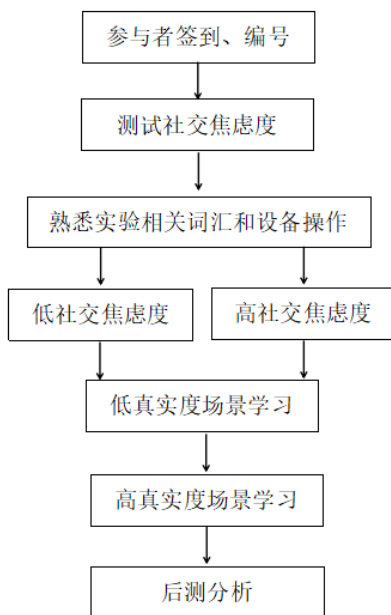 参与者签到、编号
测试社交焦虑度
熟悉实验相关词汇和设备操作
低社交焦虑度
高社交焦虑度
低真实度场景学习
高真实度场景学习
后测分析